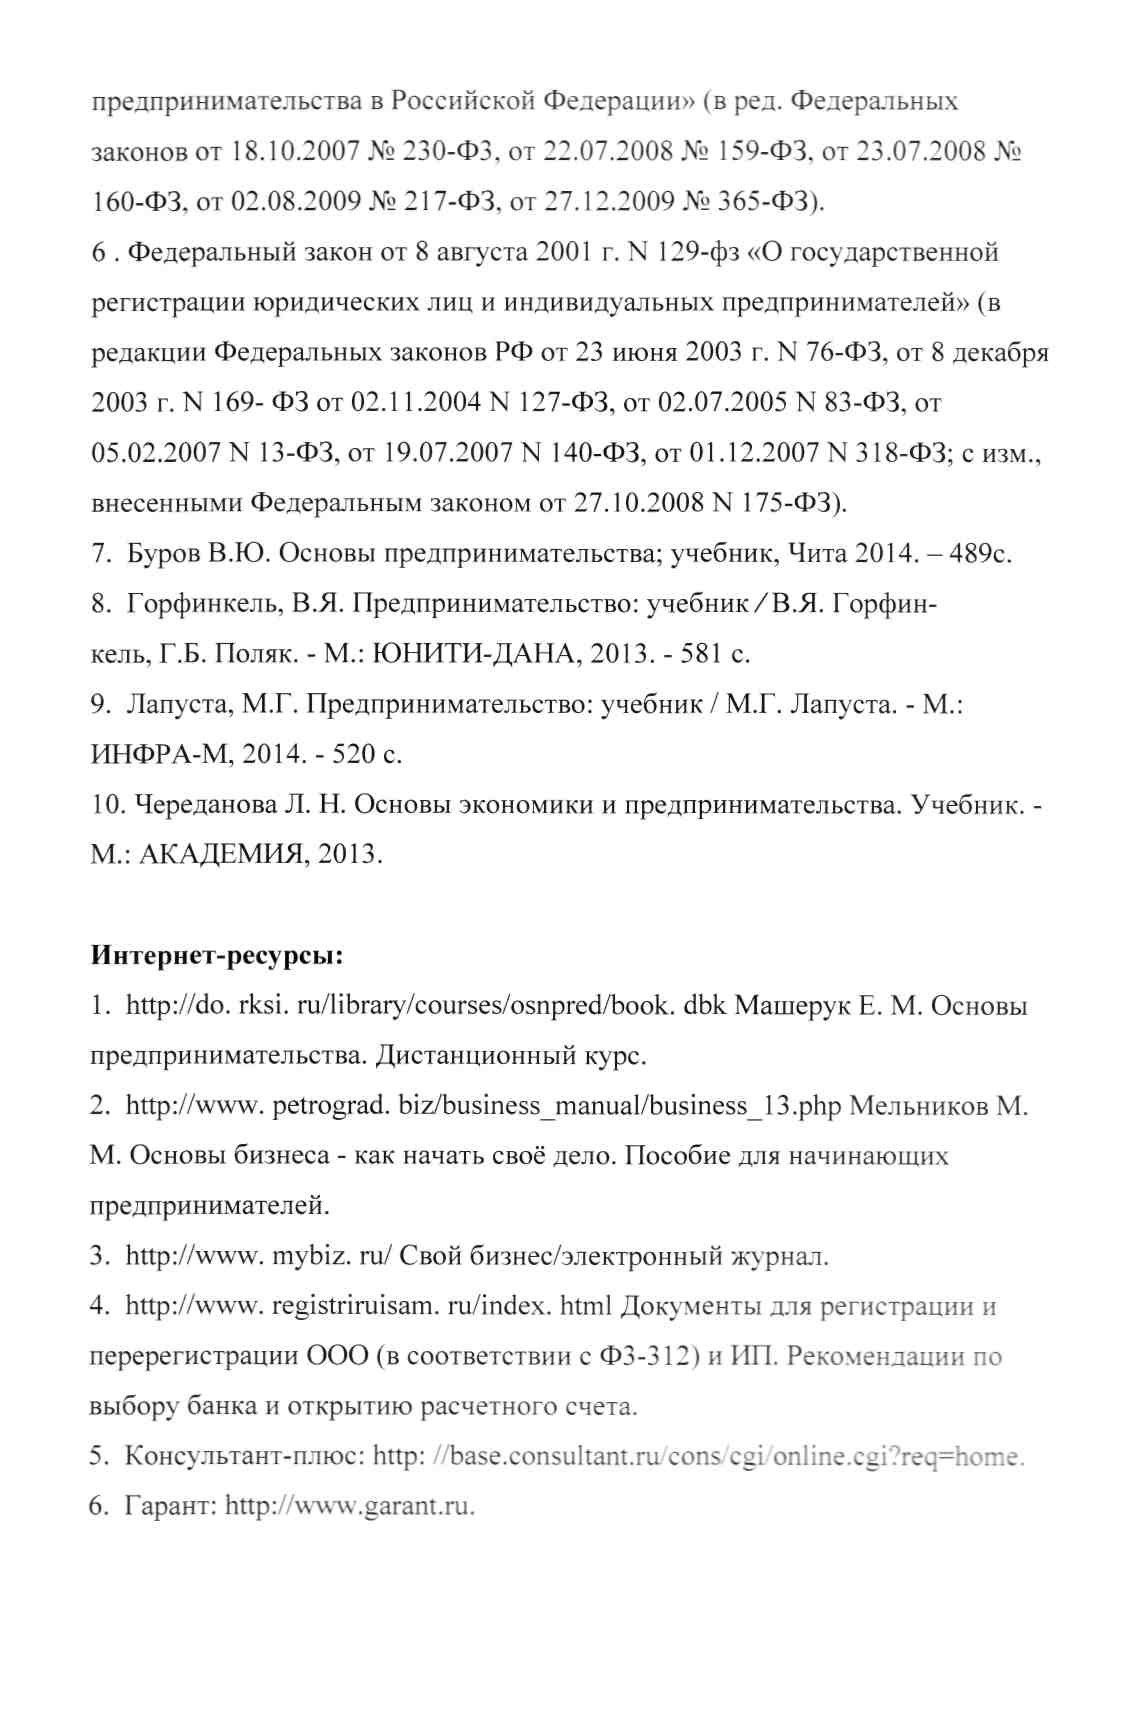 предпринимательства в Российской Федерации» (в ред. Федеральных
законов от 18.10.2007 № 230-ФЗ, от 22.07.2008 № 159-ФЗ, от 23.07.2008 №
160-ФЗ, от 02.08.2009 № 217-ФЗ, от 27.12.2009 № 365-ФЗ).
6 . Федеральный закон от 8 августа 2001 г. N 129-фз «О государственной
регистрации юридических лиц и индивидуальных предпринимателей» (в
редакции Федеральных законов РФ от 23 июня 2003 г. N 76-ФЗ, от 8 декабря
2003 г. N 169- ФЗ от 02.11.2004 N 127-ФЗ, от 02.07.2005 N 83-ФЗ, от
05.02.2007 N 13-ФЗ, от 19.07.2007 N 140-ФЗ, от 01.12.2007 N 318-ФЗ; с изм.,
внесенными Федеральным законом от 27.10.2008 N 175-ФЗ).
7. Буров В.Ю. Основы предпринимательства; учебник, Чита 2014. – 489с.
8. Горфинкель, В.Я. Предпринимательство: учебник ⁄ В.Я. Горфин-
кель, Г.Б. Поляк. - М.: ЮНИТИ-ДАНА, 2013. - 581 с.
9. Лапуста, М.Г. Предпринимательство: учебник / М.Г. Лапуста. - М.:
ИНФРА-М, 2014. - 520 с.
10. Череданова Л. Н. Основы экономики и предпринимательства. Учебник. -
М.: АКАДЕМИЯ, 2013.
Интернет-ресурсы:
1. http://do. rksi. ru/library/courses/osnpred/book. dbk Машерук Е. М. Основы
предпринимательства. Дистанционный курс.
2. http://www. petrograd. biz/business_manual/business_13.php Мельников М.
М. Основы бизнеса - как начать своё дело. Пособие для начинающих
предпринимателей.
3. http://www. mybiz. ru/ Свой бизнес/электронный журнал.
4. http://www. registriruisam. ru/index. html Документы для регистрации и
перерегистрации ООО (в соответствии с ФЗ-312) и ИП. Рекомендации по
выбору банка и открытию расчетного счета.
5. Консультант-плюс: http: //base.consultant.ru/cons/cgi/online.cgi?req=home.
6. Гарант: http://www.garant.ru.